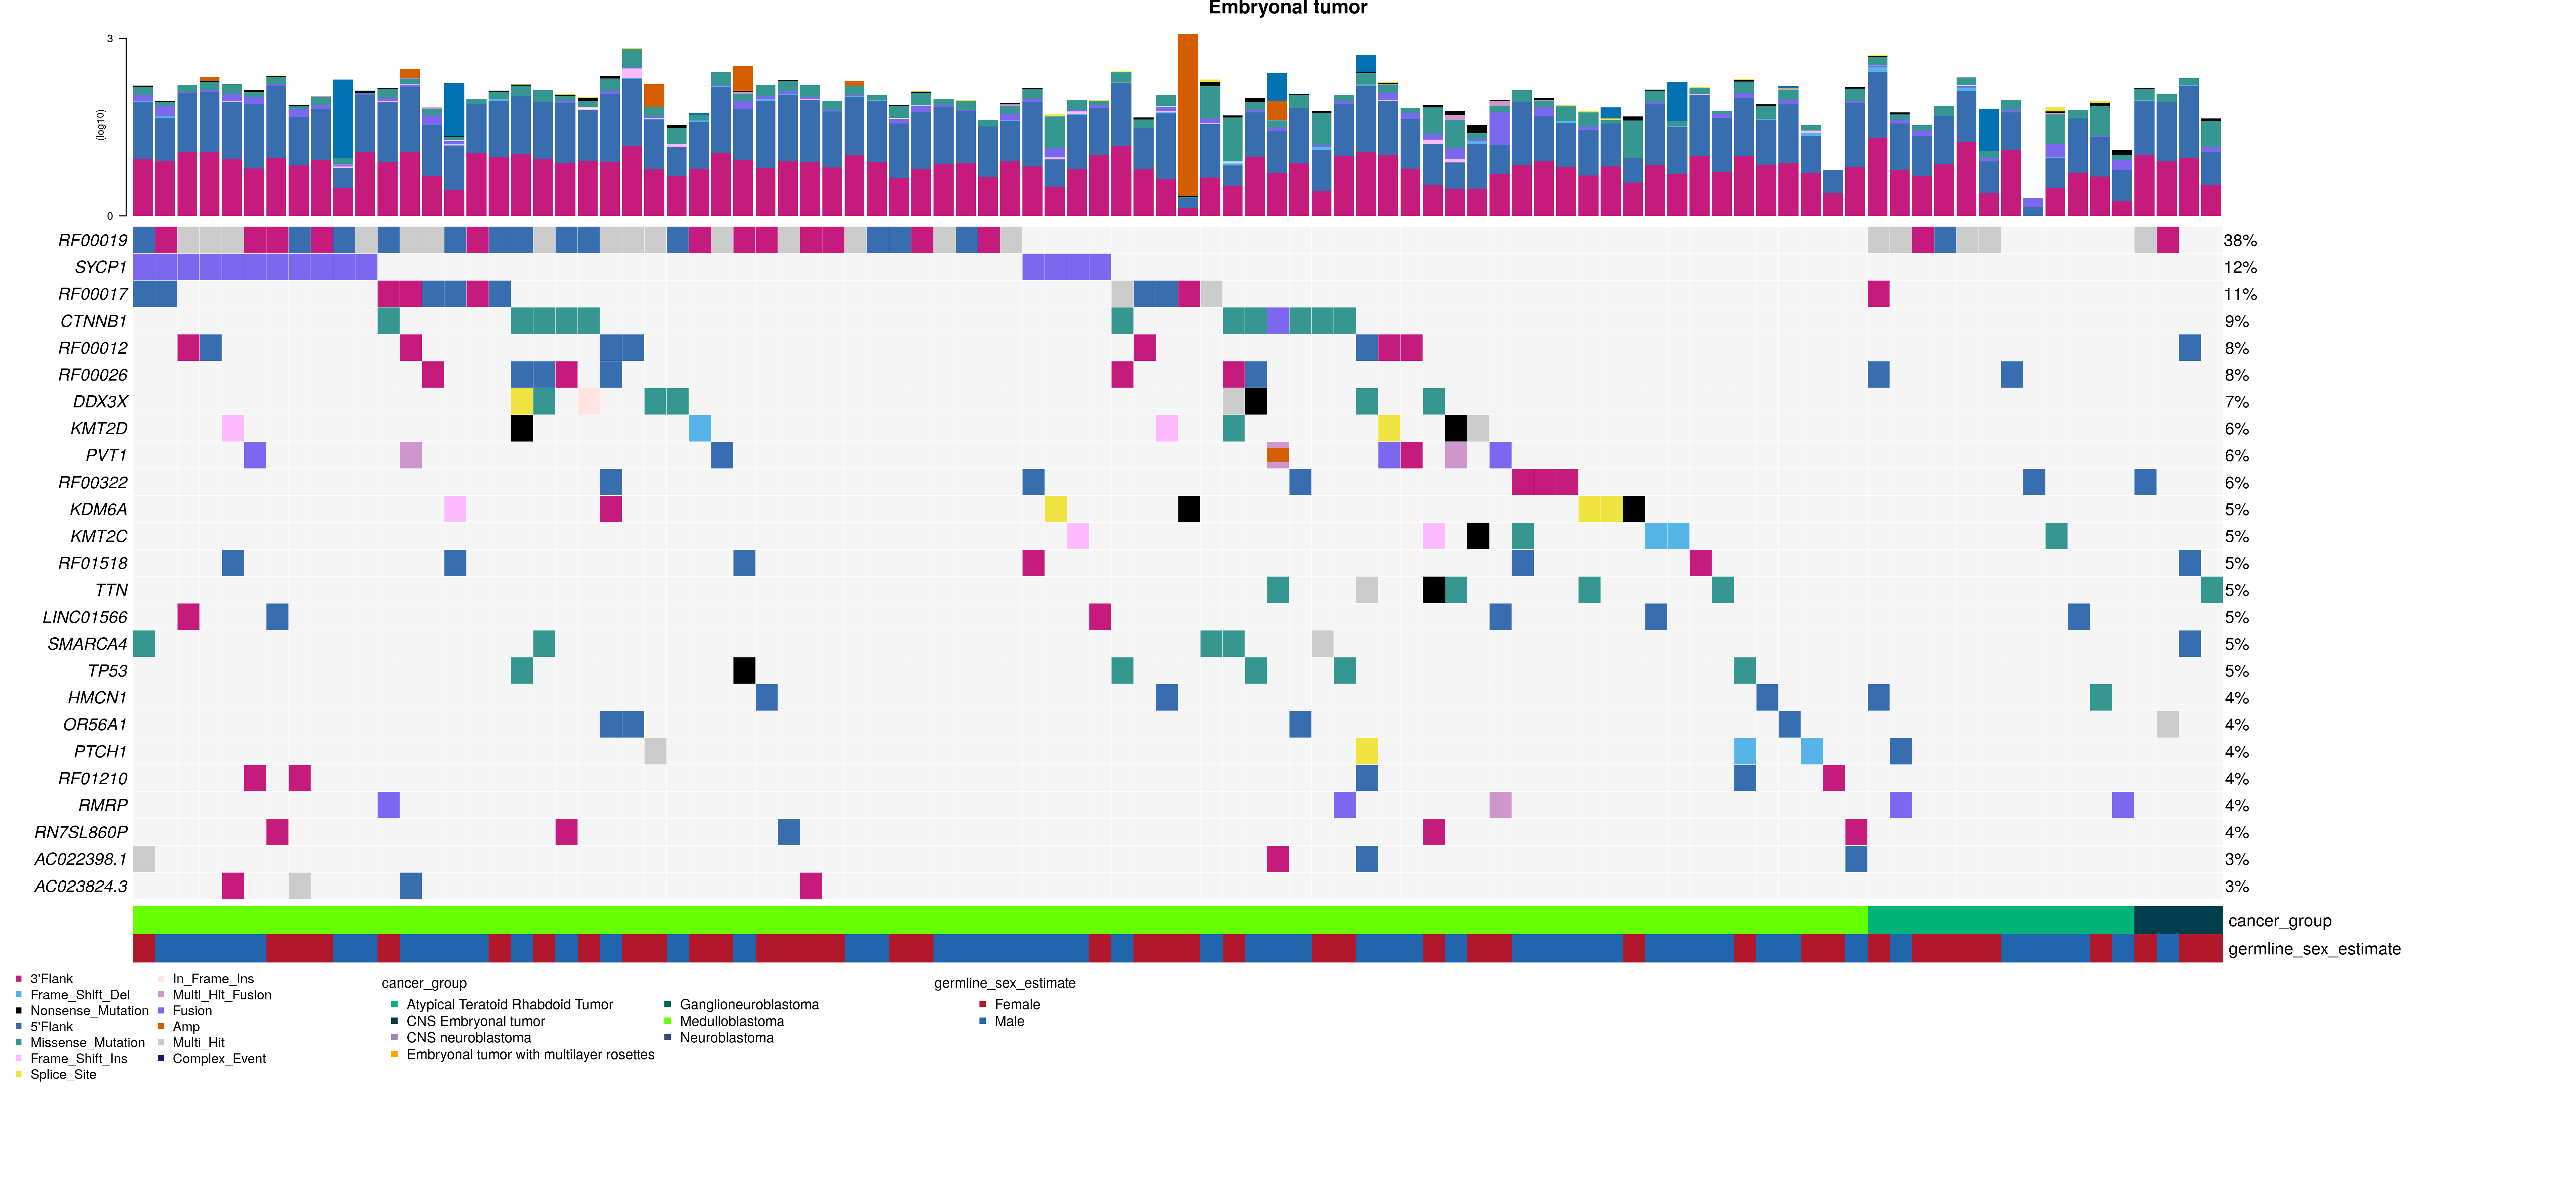 Embryonal tumor
3
(log10)
0
RF00019 38%
SYCP1 12%
RF00017 11%
CTNNB1 9%
RF00012 8%
RF00026 8%
DDX3X 7%
KMT2D 6%
PVT1 6%
RF00322 6%
KDM6A 5%
KMT2C 5%
RF01518 5%
TTN 5%
LINC01566 5%
SMARCA4 5%
TP53 5%
HMCN1 4%
OR56A1 4%
PTCH1 4%
RF01210 4%
RMRP 4%
RN7SL860P 4%
AC022398.1 3%
AC023824.3 3%
cancer_group
germline_sex_estimate
3'Flank
Frame_Shift_Del
Nonsense_Mutation
5'Flank
Missense_Mutation
Frame_Shift_Ins
Splice_Site
In_Frame_Ins
Multi_Hit_Fusion
Fusion
Amp
Multi_Hit
Complex_Event
cancer_group
Atypical Teratoid Rhabdoid Tumor
CNS Embryonal tumor
CNS neuroblastoma
Embryonal tumor with multilayer rosettes
Ganglioneuroblastoma
Medulloblastoma
Neuroblastoma
germline_sex_estimate
Female
Male